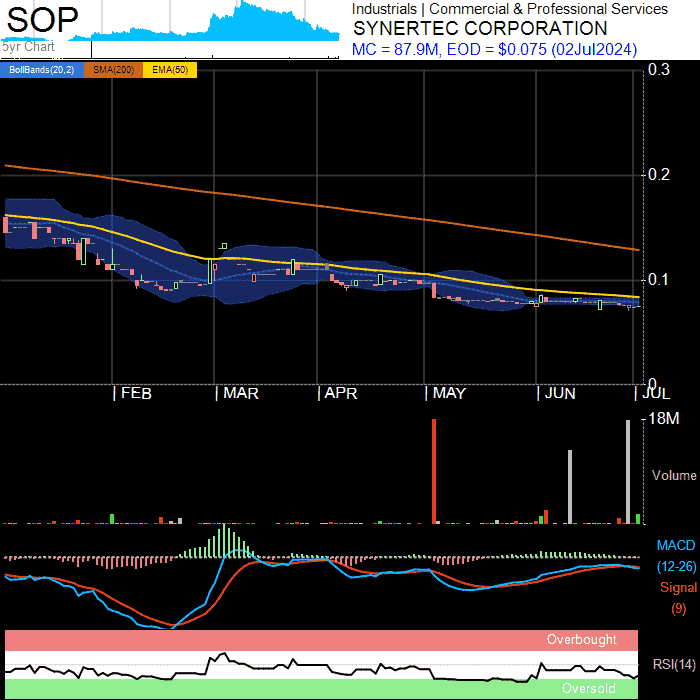 SOP
5yr Chart
Industrials | Commercial & Professional Services
SYNERTEC CORPORATION
MC = 87.9M, EOD = $0.075 (02Jul2024)
BollBands(20,2) SMA(200) EMA(50)
0.3
0.2
0.1
0
FEB MAR APR MAY JUN JUL
18M
Volume
MACD
(12-26)
Signal
(9)
Overbought
RSI(14)
Oversold